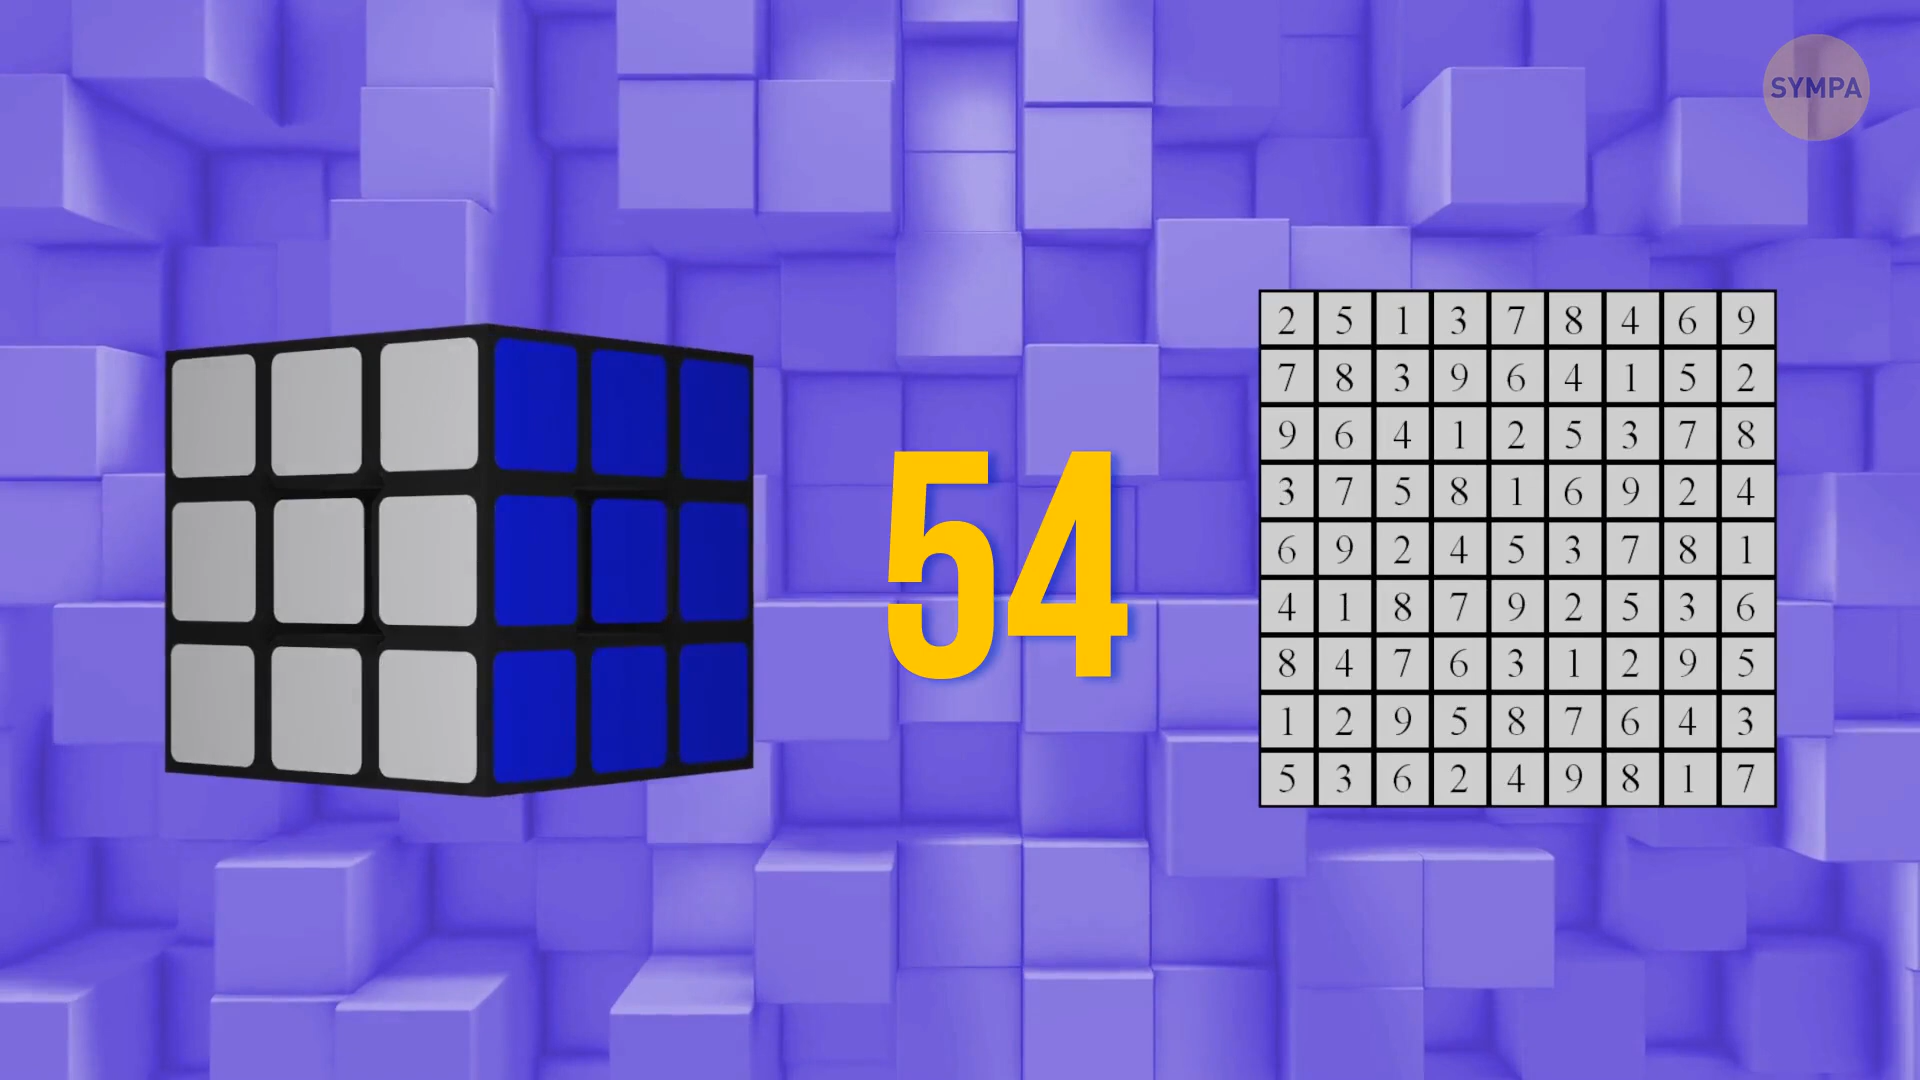 SYMPA
54
2 5 1 3 7 8 4 6 9
7 8 3 9 6 4 1 5 2
9 6 4 1 2 5 3 7 8
3 7 5 8 1 6 9 2 4
6 9 2 4 5 3 7 8 1
4 1 8 7 9 2 5 3 6
8 4 7 6 3 1 2 9 5
1 2 9 5 8 7 6 4 3
5 3 6 2 4 9 8 1 7